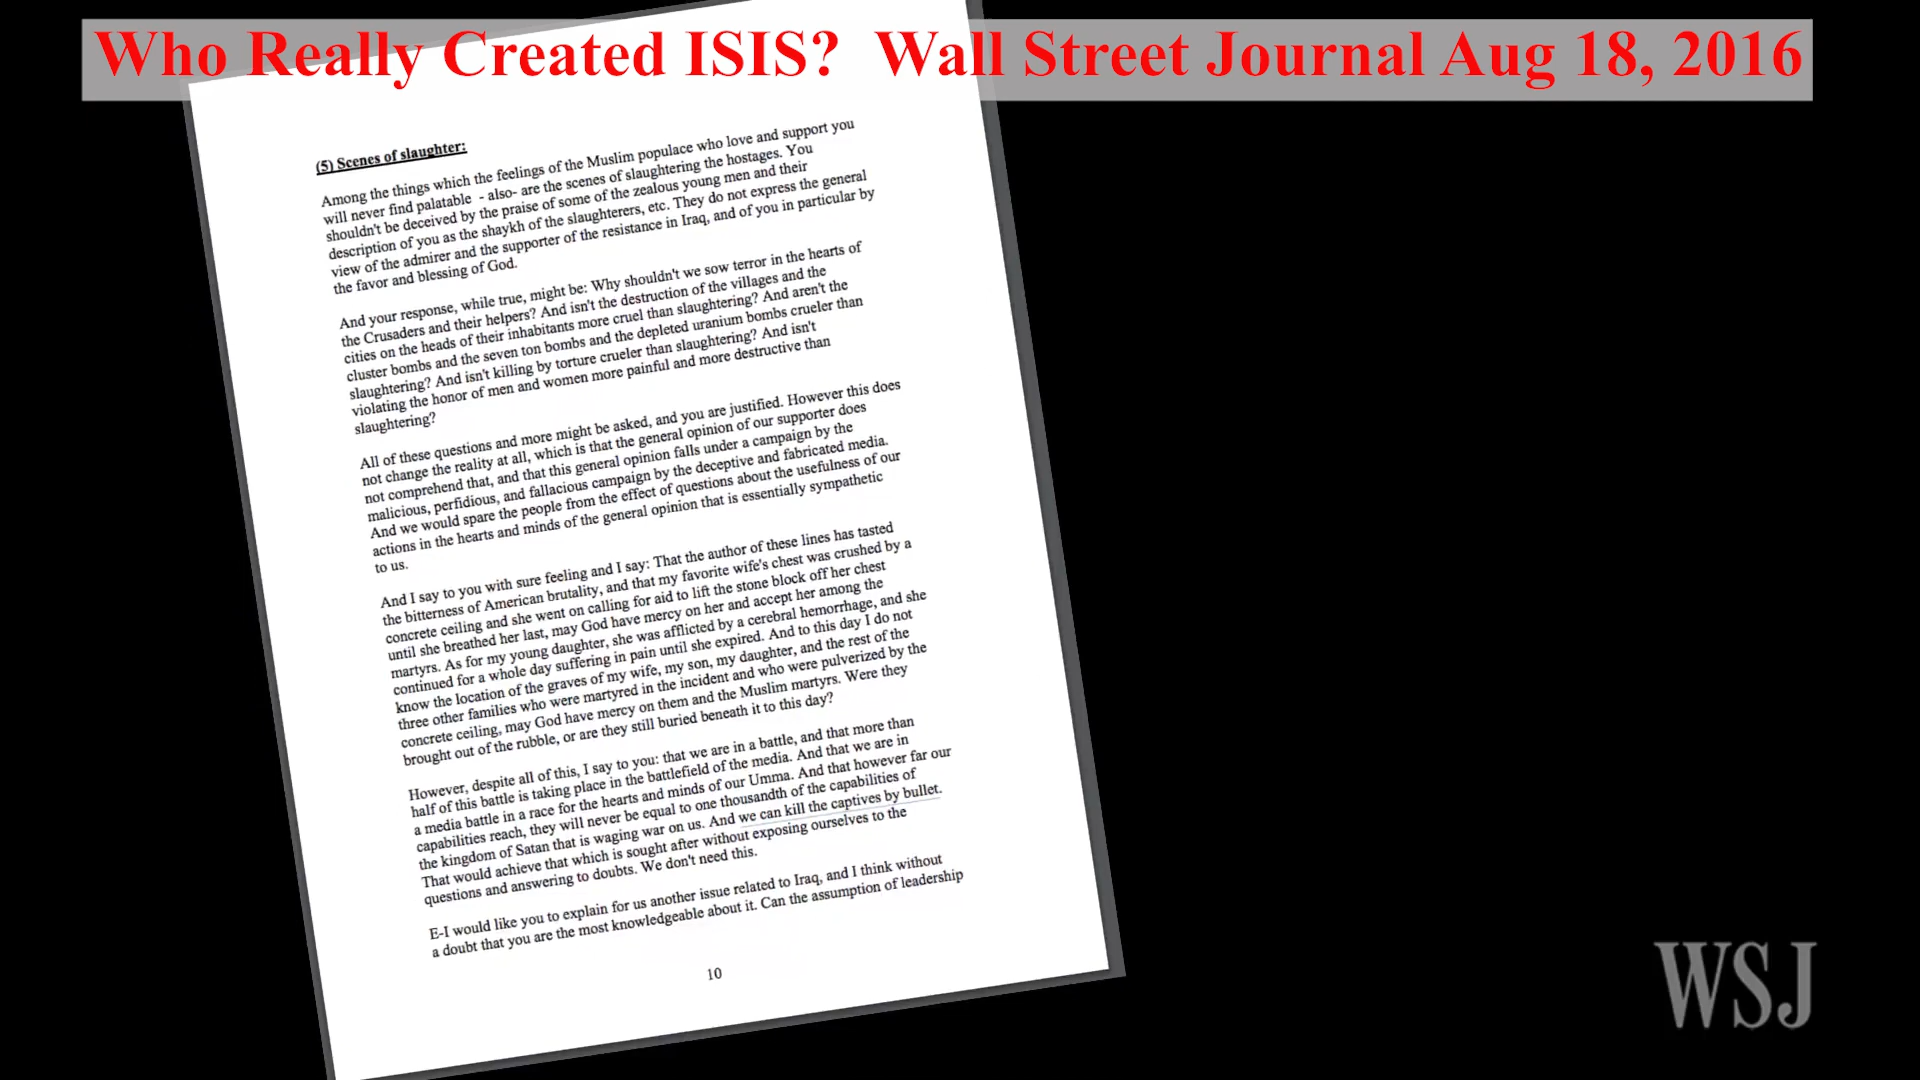 Who Really Created ISIS? Wall Street Journal Aug 18, 2016
(5) Scenes of slaughter:
Among the things which the feelings of the Muslim populace who love and support you
will never find palatable - also- are the scenes of slaughtering the hostages. You
shouldn't be deceived by the praise of some of the zealous young men and their
description of you as the shaykh of the slaughterers, etc. They do not express the general
view of the admirer and the supporter of the resistance in Iraq, and of you in particular by
the favor and blessing of God.
And your response, while true, might be: Why shouldn't we sow terror in the hearts of
the Crusaders and their helpers? And isn't the destruction of the villages and the
cities on the heads of their inhabitants more cruel than slaughtering? And aren't the
cluster bombs and the seven ton bombs and the depleted uranium bombs crueler than
slaughtering? And isn't killing by torture crueler than slaughtering? And isn't
violating the honor of men and women more painful and more destructive than
slaughtering?
All of these questions and more might be asked, and you are justified. However this does
not change the reality at all, which is that the general opinion of our supporter does
not comprehend that, and that this general opinion falls under a campaign by the
malicious, perfidious, and fallacious campaign by the deceptive and fabricated media.
And we would spare the people from the effect of questions about the usefulness of our
actions in the hearts and minds of the general opinion that is essentially sympathetic
to us.
And I say to you with sure feeling and I say: That the author of these lines has tasted
the bitterness of American brutality, and that my favorite wife's chest was crushed by a
concrete ceiling and she went on calling for aid to lift the stone block off her chest
until she breathed her last, may God have mercy on her and accept her among the
martyrs. As for my young daughter, she was afflicted by a cerebral hemorrhage, and she
continued for a whole day suffering in pain until she expired. And to this day I do not
know the location of the graves of my wife, my son, my daughter, and the rest of the
three other families who were martyred in the incident and who were pulverized by the
concrete ceiling, may God have mercy on them and the Muslim martyrs. Were they
brought out of the rubble, or are they still buried beneath it to this day?
However, despite all of this, I say to you: that we are in a battle, and that more than
half of this battle is taking place in the battlefield of the media. And that we are in
a media battle in a race for the hearts and minds of our Umma. And that however far our
capabilities reach, they will never be equal to one thousandth of the capabilities of
the kingdom of Satan that is waging war on us. And we can kill the captives by bullet.
That would achieve that which is sought after without exposing ourselves to the
questions and answering to doubts. We don't need this.
E-I would like you to explain for us another issue related to Iraq, and I think without
a doubt that you are the most knowledgeable about it. Can the assumption of leadership
10
WSJ